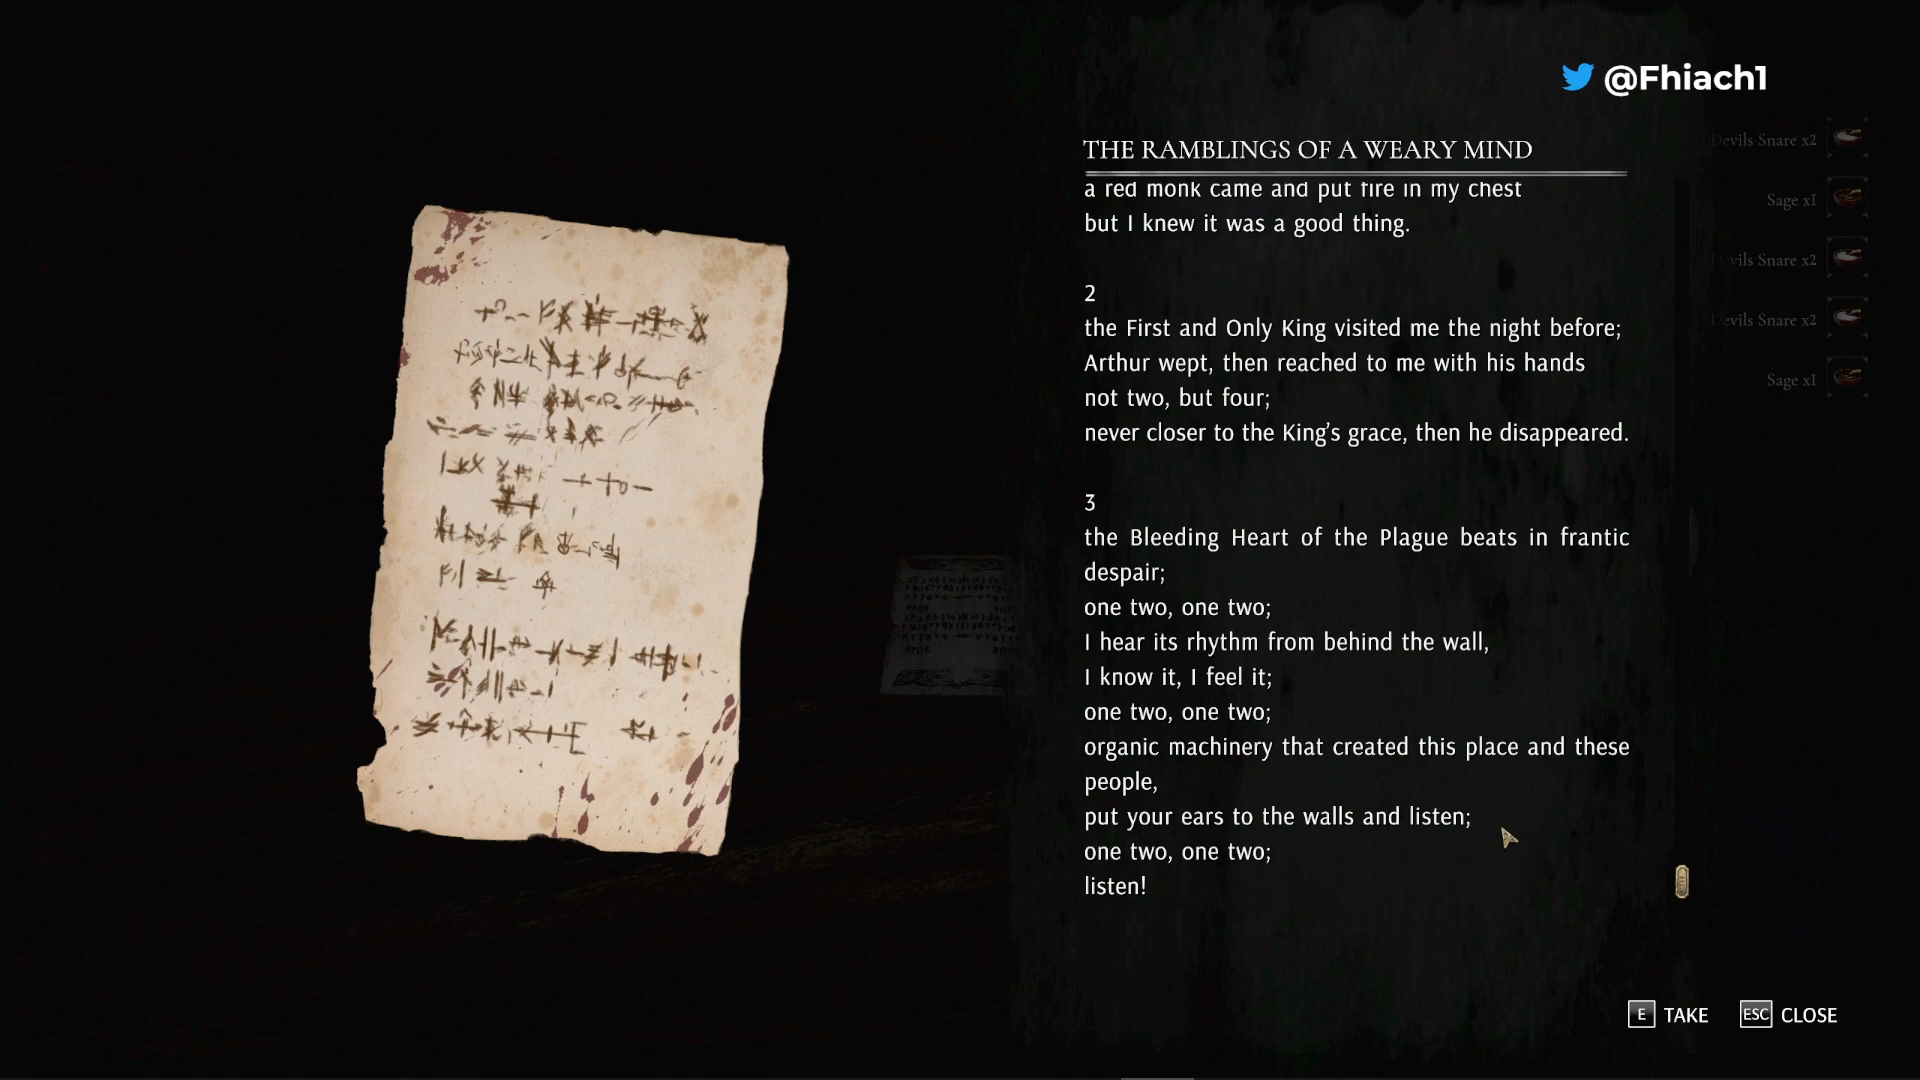 @Fhiach1
THE RAMBLINGS OF A WEARY MIND
a red monk came and put fire in my chest
but I knew it was a good thing.
2
the First and Only King visited me the night before;
Arthur wept, then reached to me with his hands
not two, but four;
never closer to the King’s grace, then he disappeared.
3
the Bleeding Heart of the Plague beats in frantic
despair;
one two, one two;
I hear its rhythm from behind the wall,
I know it, I feel it;
one two, one two;
organic machinery that created this place and these
people,
put your ears to the walls and listen;
one two, one two;
listen!
Devils Snare x2
Sage x1
Devils Snare x2
Devils Snare x2
Sage x1
E TAKE
ESC CLOSE